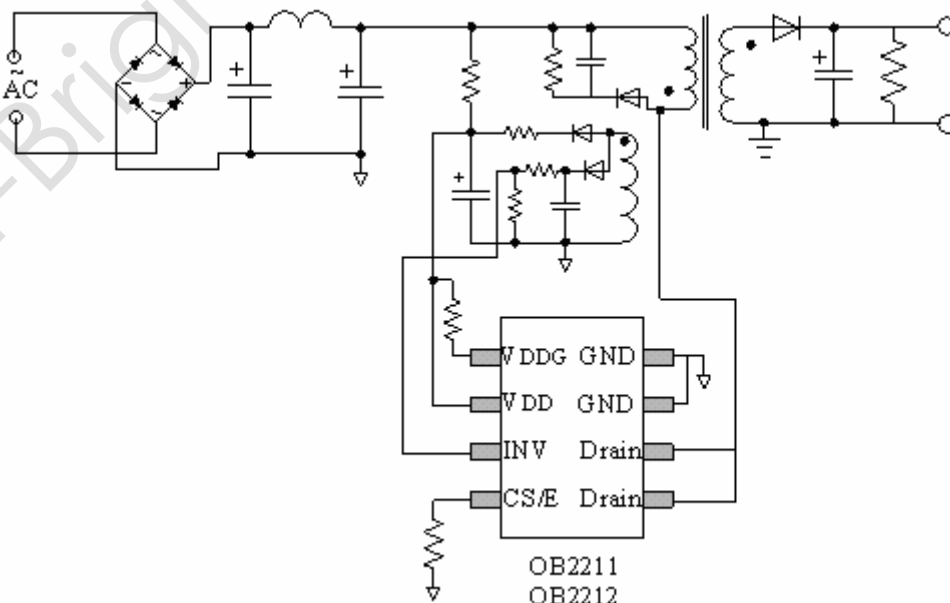 ~
AC
+
+
+
+
VDDG GND
VDD GND
INV Drain
CS/E Drain
OB2211
OB2212